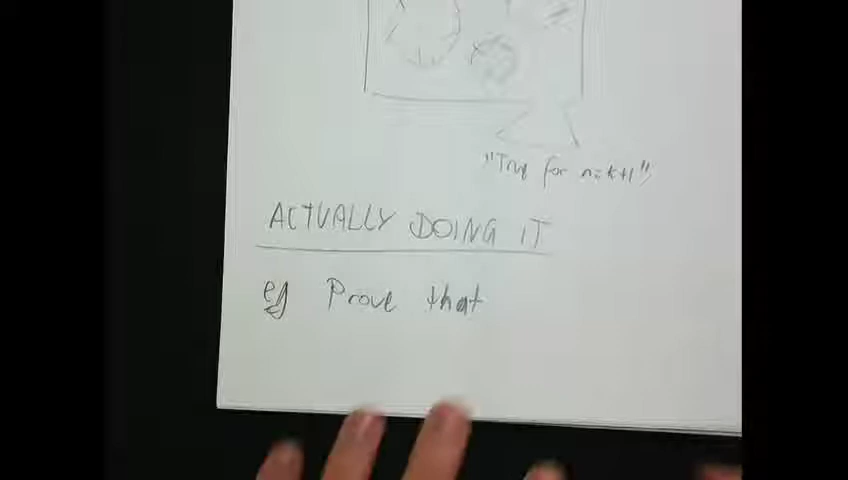 "True for n=k+1"
ACTUALLY DOING IT
eg Prove that